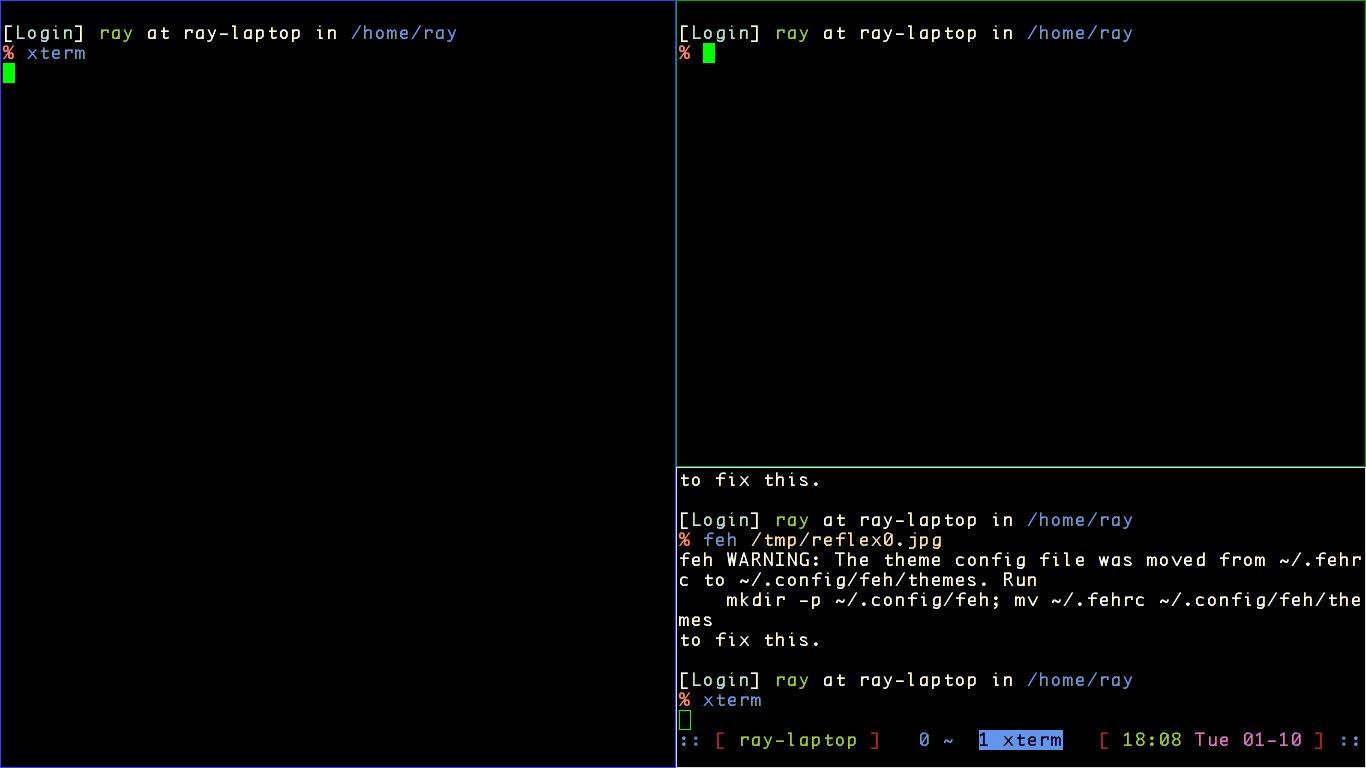 [Login] ray at ray-laptop in /home/ray
% xterm
[Login] ray at ray-laptop in /home/ray
%
to fix this.
[Login] ray at ray-laptop in /home/ray
% feh /tmp/reflex0.jpg
feh WARNING: The theme config file was moved from ~/.fehr
c to ~/.config/feh/themes. Run
mkdir -p ~/.config/feh; mv ~/.fehrc ~/.config/feh/the
mes
to fix this.
[Login] ray at ray-laptop in /home/ray
% xterm
:: [ ray-laptop ] 0 ~ 1 xterm [ 18:08 Tue 01-10 ] ::